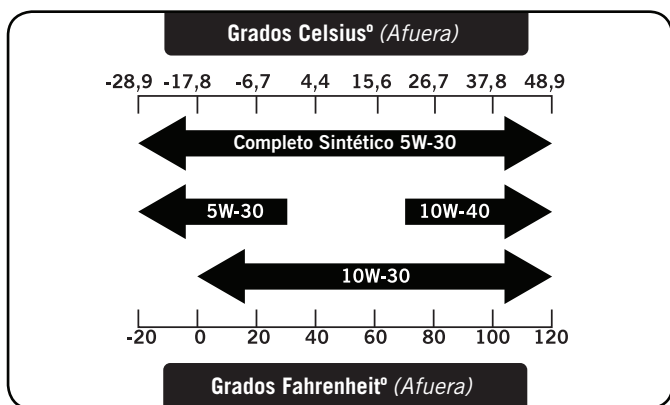 Grados Celsiusº (Afuera)
-28,9 -17,8 -6,7 4,4 15,6 26,7 37,8 48,9
Completo Sintético 5W-30
5W-30 10W-40
10W-30
-20 0 20 40 60 80 100 120
Grados Fahrenheitº (Afuera)